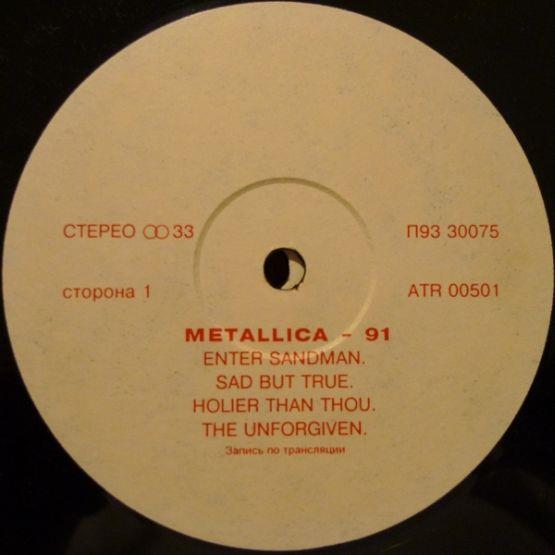 СТЕРЕО ꝏ 33 П93 30075
сторона 1 ATR 00501
METALLICA - 91
ENTER SANDMAN.
SAD BUT TRUE.
HOLIER THAN THOU.
THE UNFORGIVEN.
Запись по трансляции